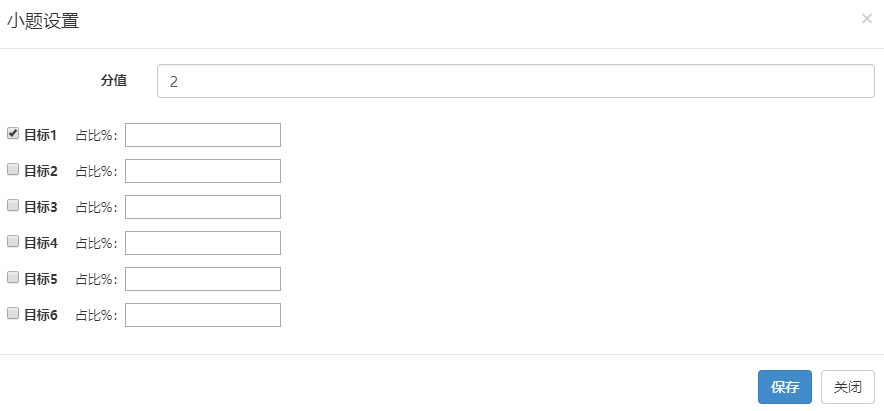 小题设置 ×
分值 2
目标1 占比%:
目标2 占比%:
目标3 占比%:
目标4 占比%:
目标5 占比%:
目标6 占比%:
保存 关闭